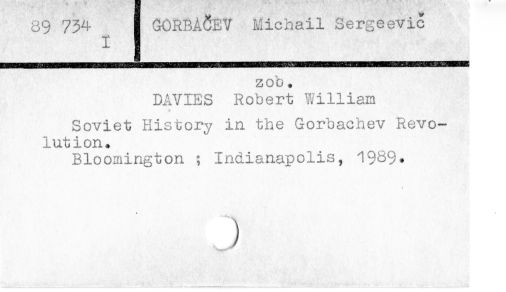 89 734
I
GORBAČEV Michail Sergeevič
zob.
DAVIES Robert William
Soviet History in the Gorbachev Revo-
lution.
Bloomington ; Indianapolis, 1989.